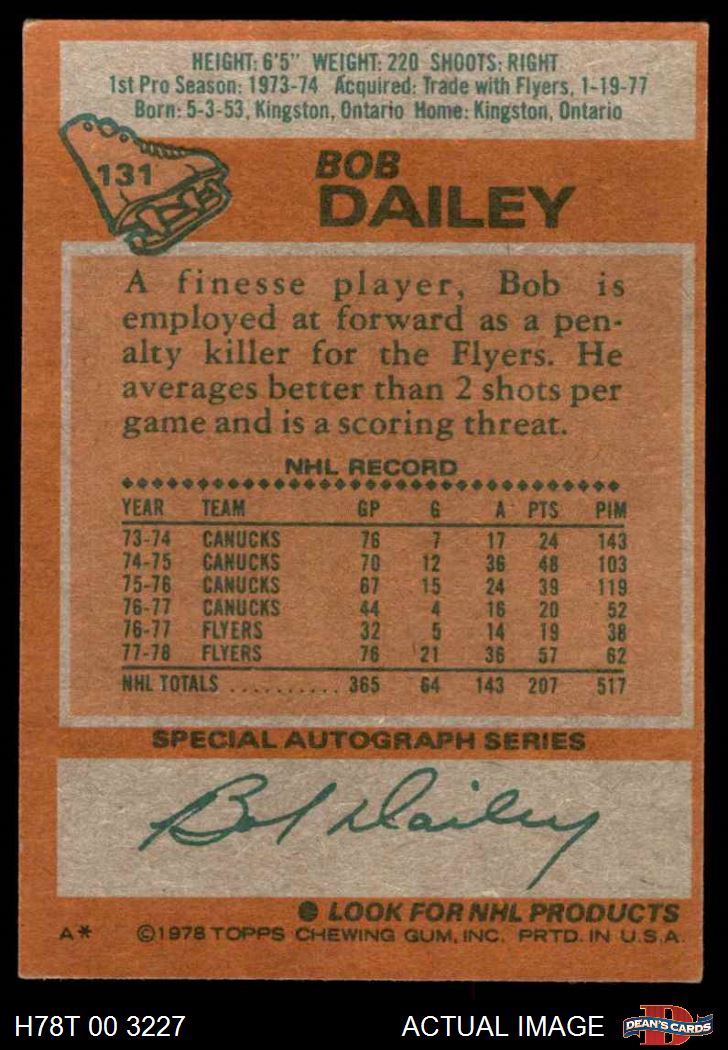 HEIGHT: 6'5" WEIGHT: 220 SHOOTS: RIGHT
1st Pro Season: 1973-74 Acquired: Trade with Flyers, 1-19-77
Born: 5-3-53, Kingston, Ontario Home: Kingston, Ontario
131
BOB
DAILEY
A finesse player, Bob is
employed at forward as a pen-
alty killer for the Flyers. He
averages better than 2 shots per
game and is a scoring threat.
NHL RECORD
YEAR TEAM GP G A PTS PIM
73-74 CANUCKS 76 7 17 24 143
74-75 CANUCKS 70 12 36 48 103
75-76 CANUCKS 67 15 24 39 119
76-77 CANUCKS 44 4 16 20 52
76-77 FLYERS 32 5 14 19 38
77-78 FLYERS 76 21 36 57 62
NHL TOTALS .......... 365 64 143 207 517
SPECIAL AUTOGRAPH SERIES
Bob Dailey
● LOOK FOR NHL PRODUCTS
A* ©1978 TOPPS CHEWING GUM, INC. PRTD. IN U.S.A.
H78T 00 3227 ACTUAL IMAGE D DEAN'S CARDS